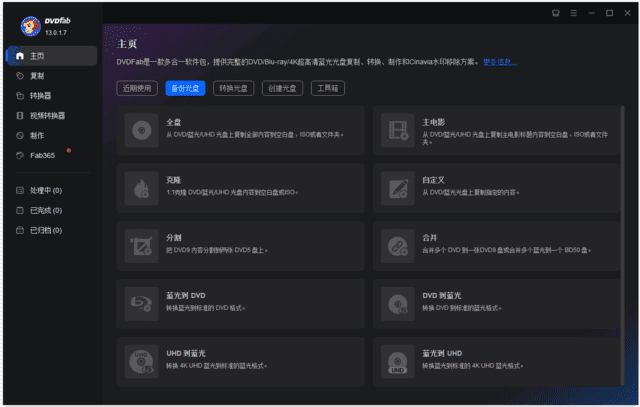 DVDFab
13.0.1.7
主页
复制
转换器
视频转换器
制作
Fab365
处理中 (0)
已完成 (0)
已归档 (0)
主页
DVDFab是一款多合一软件包，提供完整的DVD/Blu-ray/4K超高清蓝光光盘复制、转换、制作和Cinavia水印移除方案。 更多信息...
近期使用 备份光盘 转换光盘 创建光盘 工具箱
全盘
从 DVD/蓝光/UHD 光盘上复制全部内容到空白盘、ISO或者文件夹。
主电影
从 DVD/蓝光/UHD 光盘上复制主电影标题内容到空白盘、ISO或者文件
夹。
克隆
1:1克隆 DVD/蓝光/UHD 光盘内容到空白盘或ISO。
自定义
从 DVD/蓝光光盘上复制指定的内容。
分割
把 DVD9 内容分割到两张 DVD5 盘上。
合并
合并多个 DVD 到一张DVD9 盘或合并多个蓝光到一个 BD50 盘。
蓝光到 DVD
转换蓝光到标准的 DVD 格式。
DVD 到蓝光
转换 DVD 到标准的蓝光格式。
UHD 到蓝光
转换 4K UHD 蓝光到标准的蓝光格式。
蓝光到 UHD
转换蓝光到标准的 4K UHD 蓝光格式。